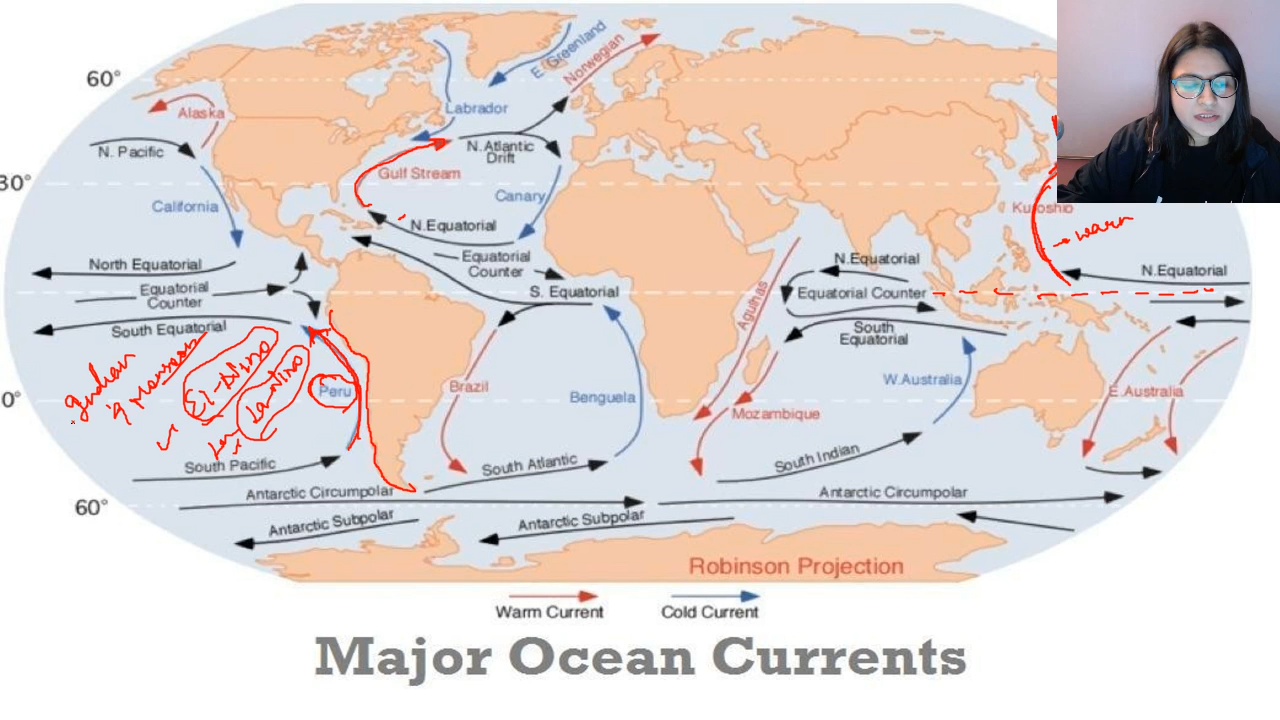 60°
Alaska
N. Pacific
30°
California
North Equatorial
Equatorial
Counter
South Equatorial
Indian
Monsoon
El-Nino
Peru
0°
South Pacific
60°
Antarctic Circumpolar
Antarctic Subpolar
E. Greenland
Norwegian
Labrador
N. Atlantic
Drift
Gulf Stream
Canary
N.Equatorial
Equatorial
Counter
S. Equatorial
Brazil
Benguela
South Atlantic
Antarctic Subpolar
Agulhas
N.Equatorial
Equatorial Counter
South
Equatorial
W.Australia
Mozambique
South Indian
Antarctic Circumpolar
warm
N.Equatorial
E.Australia
Robinson Projection
Warm Current
Cold Current
Major Ocean Currents